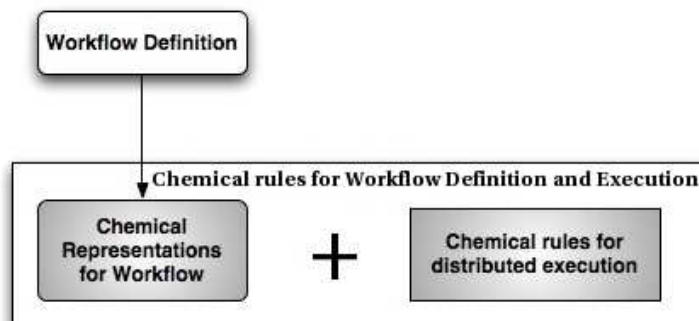 Workflow Definition
Chemical rules for Workflow Definition and Execution
Chemical
Representations
for Workflow
+
Chemical rules for
distributed execution